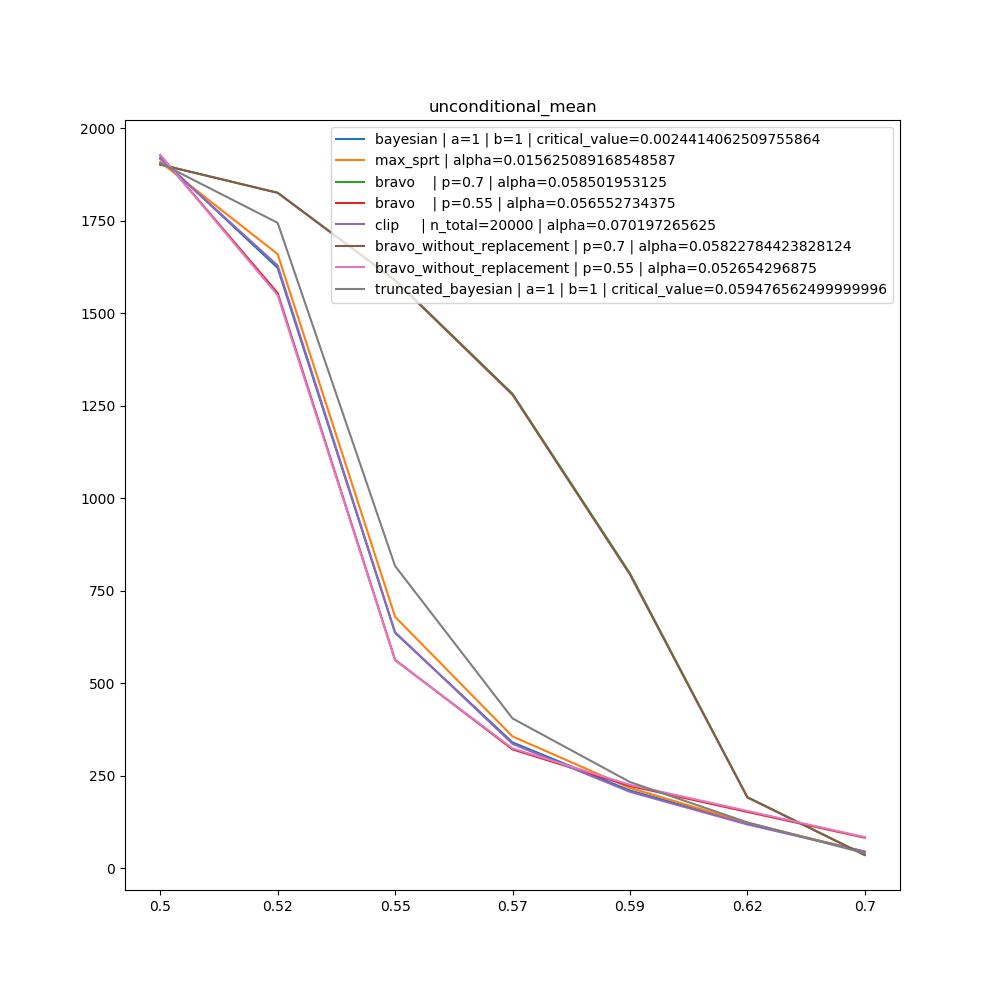 unconditional_mean
bayesian | a=1 | b=1 | critical_value=0.0024414062509755864
max_sprt | alpha=0.015625089168548587
bravo    | p=0.7 | alpha=0.058501953125
bravo    | p=0.55 | alpha=0.056552734375
clip     | n_total=20000 | alpha=0.070197265625
bravo_without_replacement | p=0.7 | alpha=0.05822784423828124
bravo_without_replacement | p=0.55 | alpha=0.052654296875
truncated_bayesian | a=1 | b=1 | critical_value=0.059476562499999996
2000
1750
1500
1250
1000
750
500
250
0
0.5 0.52 0.55 0.57 0.59 0.62 0.7